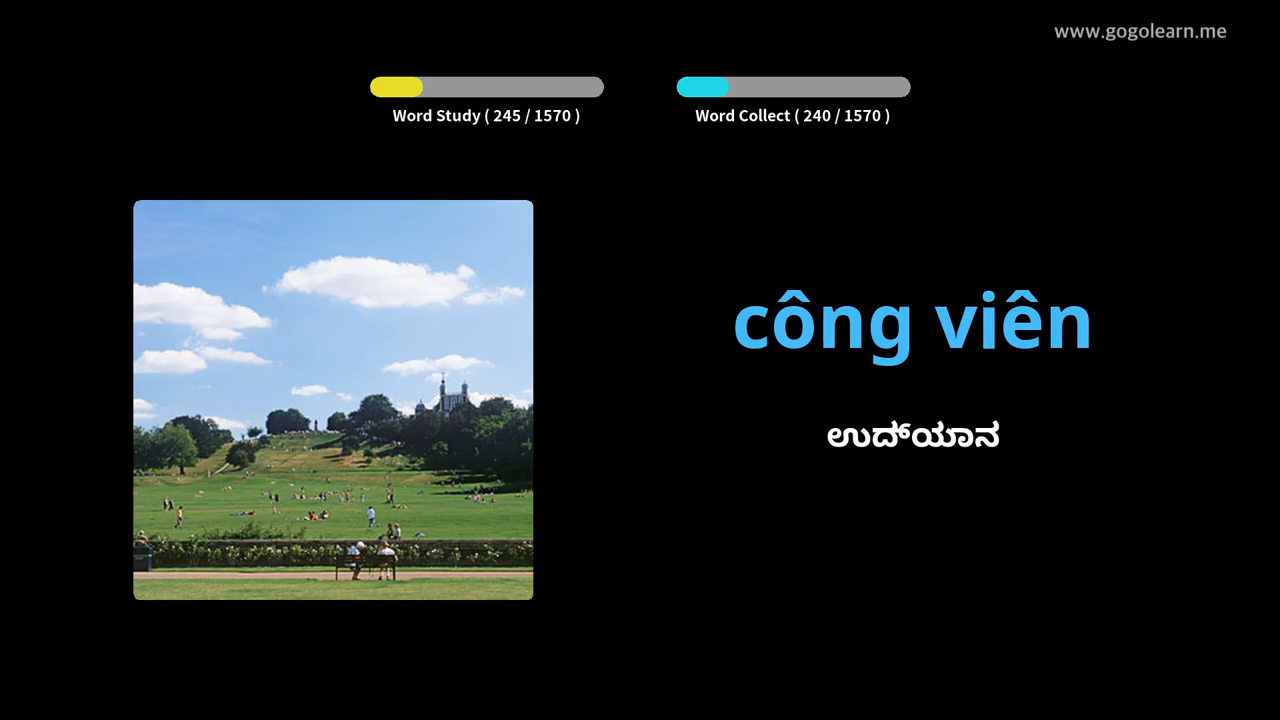 www.gogolearn.me
Word Study ( 245 / 1570 )
Word Collect ( 240 / 1570 )
công viên
ಉದ್‌ಯಾನ